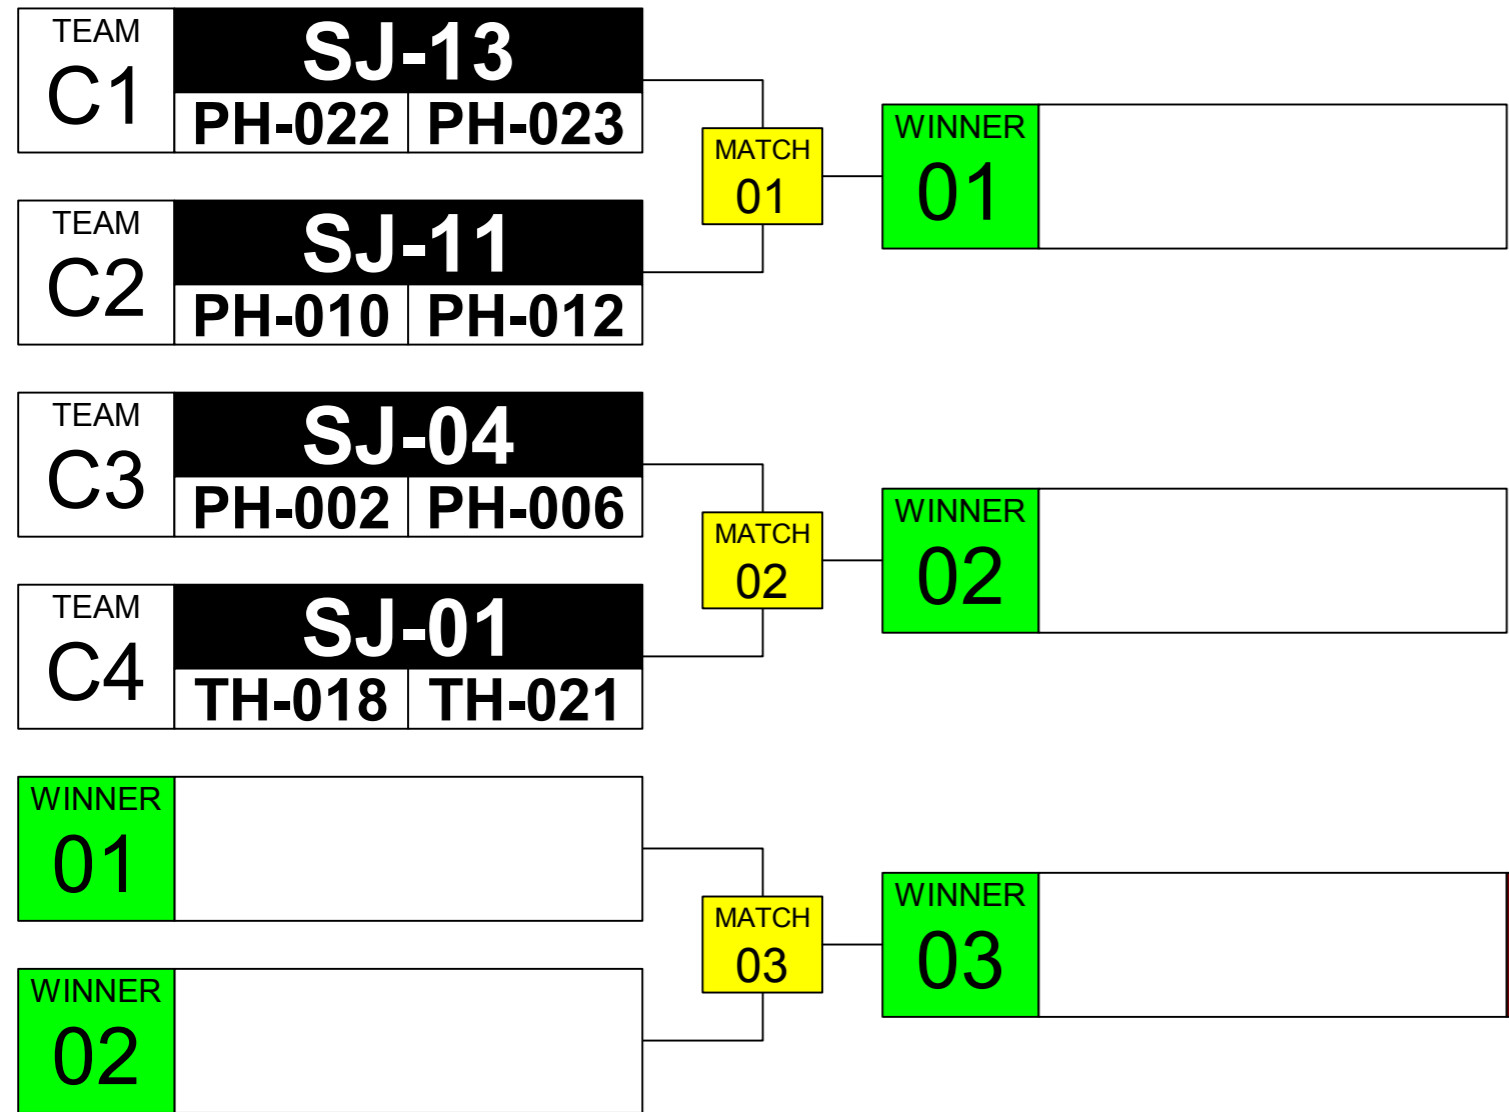 TEAM
C1
SJ-13
PH-022 PH-023
MATCH
01
WINNER
01
TEAM
C2
SJ-11
PH-010 PH-012
TEAM
C3
SJ-04
PH-002 PH-006
MATCH
02
WINNER
02
TEAM
C4
SJ-01
TH-018 TH-021
WINNER
01
MATCH
03
WINNER
03
WINNER
02